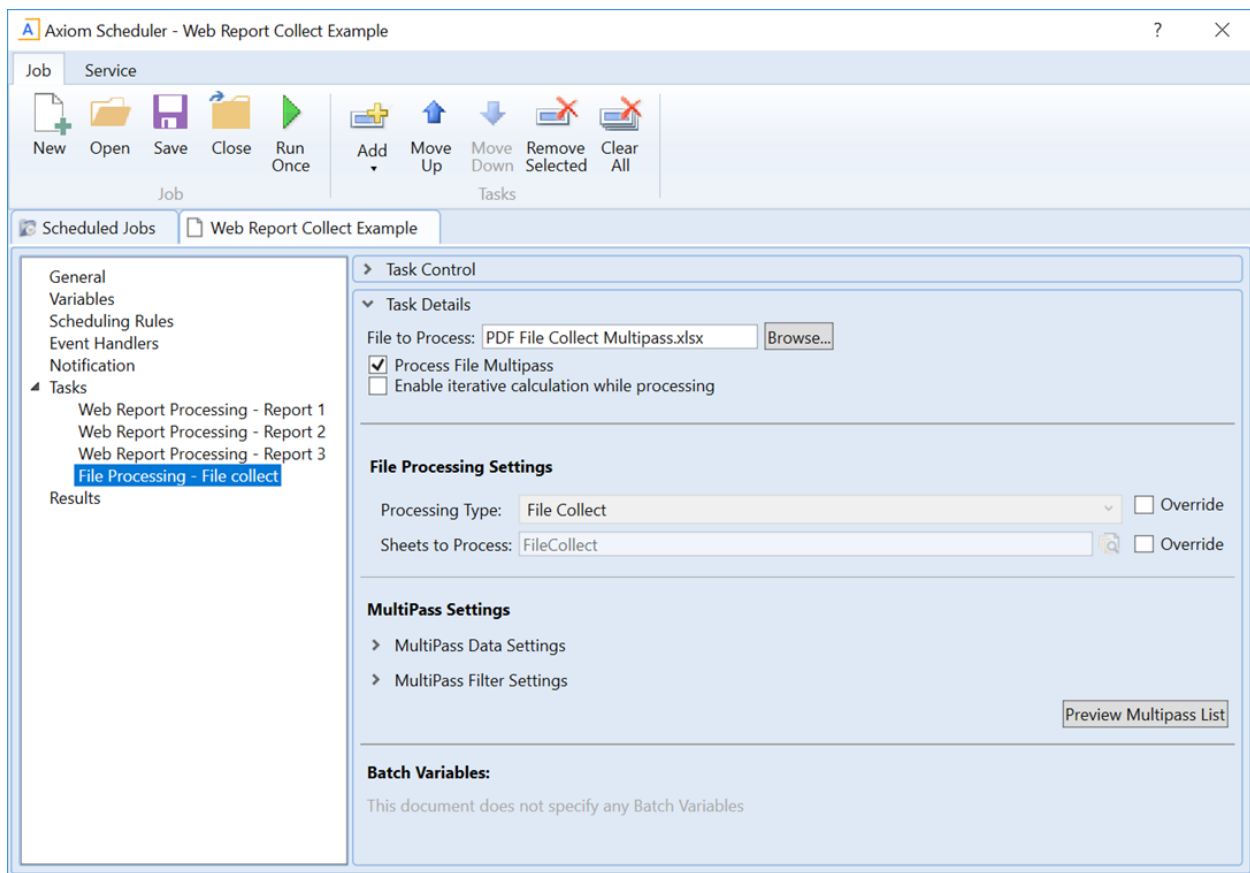 A Axiom Scheduler - Web Report Collect Example ?
Job Service
New Open Save Close Run Once Add Move Up Move Down Remove Selected Clear All
Job Tasks
Scheduled Jobs Web Report Collect Example
General
Variables
Scheduling Rules
Event Handlers
Notification
Tasks
Web Report Processing - Report 1
Web Report Processing - Report 2
Web Report Processing - Report 3
File Processing - File collect
Results
Task Control
Task Details
File to Process: PDF File Collect Multipass.xlsx Browse...
Process File Multipass
Enable iterative calculation while processing
File Processing Settings
Processing Type: File Collect Override
Sheets to Process: FileCollect Override
MultiPass Settings
MultiPass Data Settings
MultiPass Filter Settings
Preview Multipass List
Batch Variables:
This document does not specify any Batch Variables